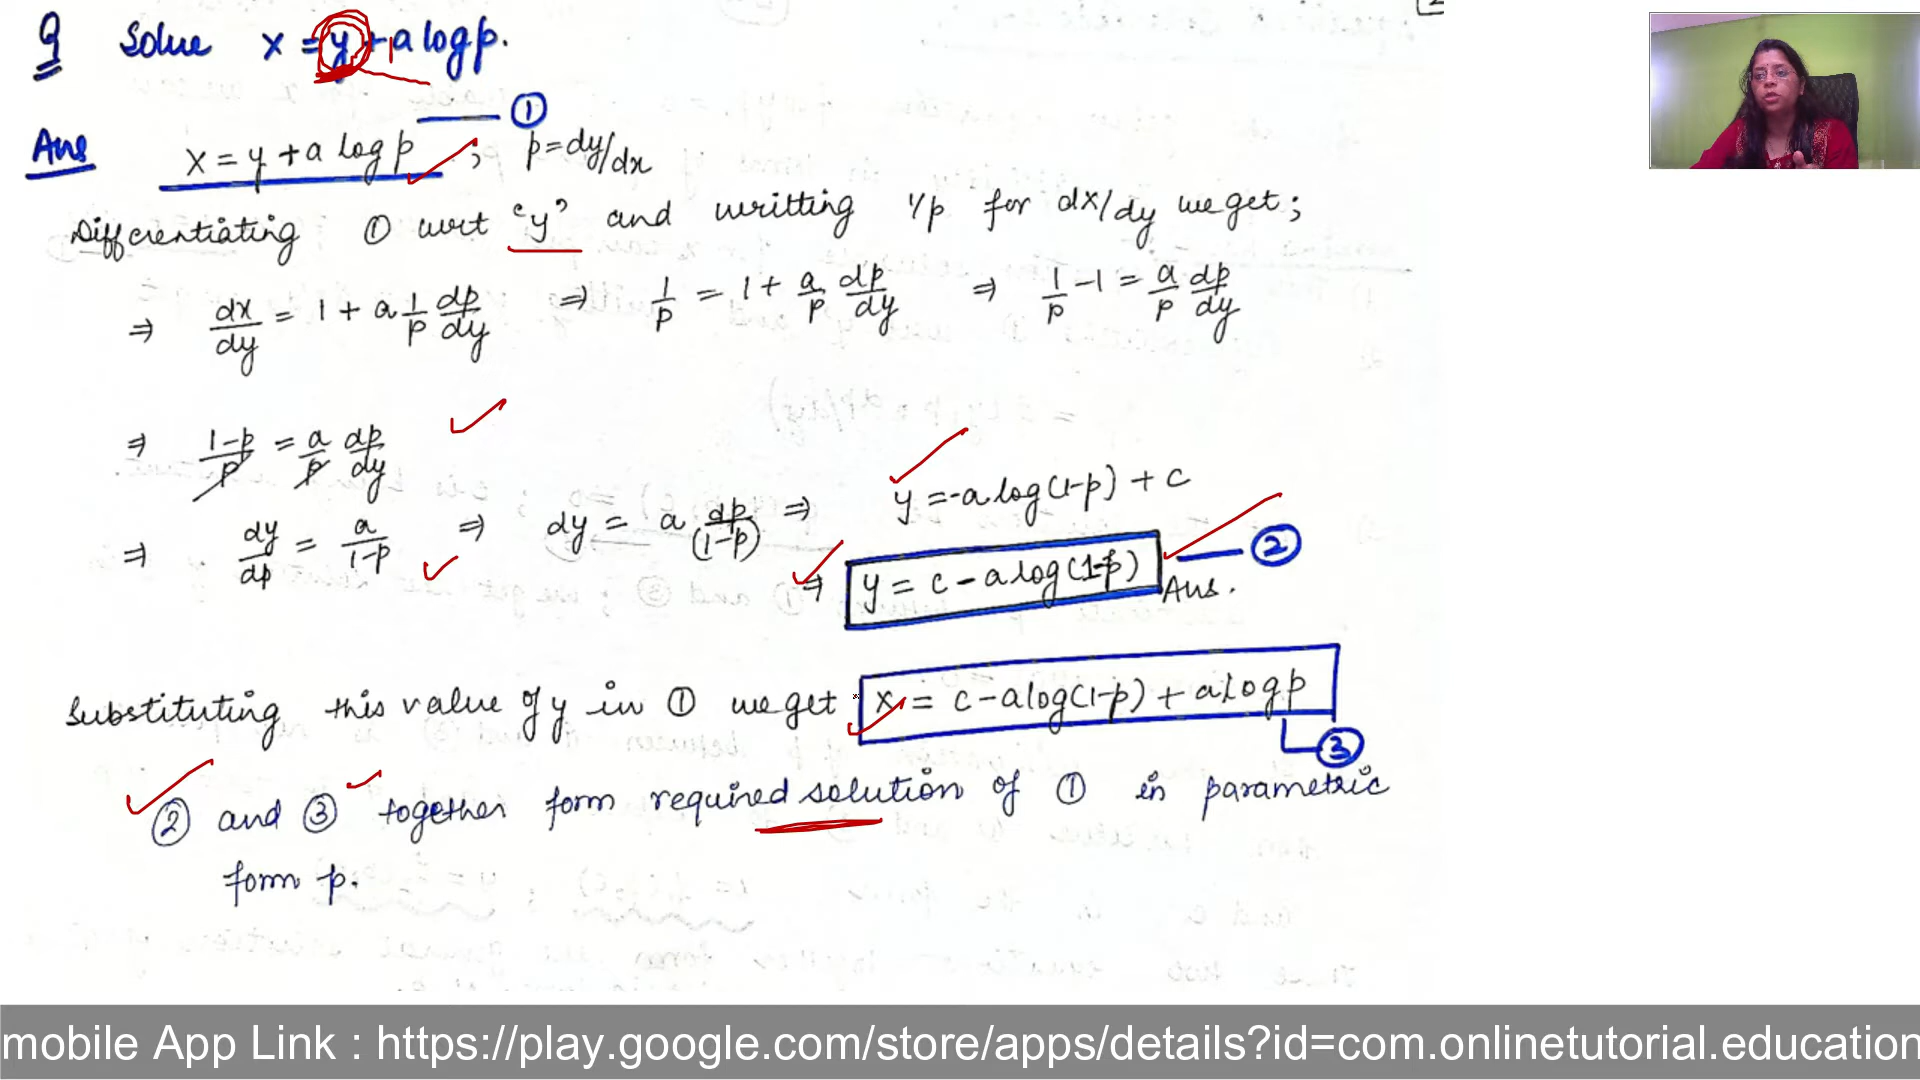 Q Solve x = y + a log p.
①
Ans x = y + a log p ; p = dy/dx
Differentiating ① wrt 'y' and writting 1/p for dx/dy we get;
⇒ dx/dy = 1 + a 1/p dp/dy ⇒ 1/p = 1 + a/p dp/dy ⇒ 1/p - 1 = a/p dp/dy
⇒ 1-p/p = a/p dp/dy
y = -a log(1-p) + c
⇒ dy/dp = a/1-p ⇒ dy = a dp/(1-p) ⇒
⇒ y = c - a log(1-p) ②
Ans.
Substituting this value of y in ① we get x = c - a log(1-p) + a log p
③
② and ③ together form required solution of ① in parametric
form p.
mobile App Link : https://play.google.com/store/apps/details?id=com.onlinetutorial.education